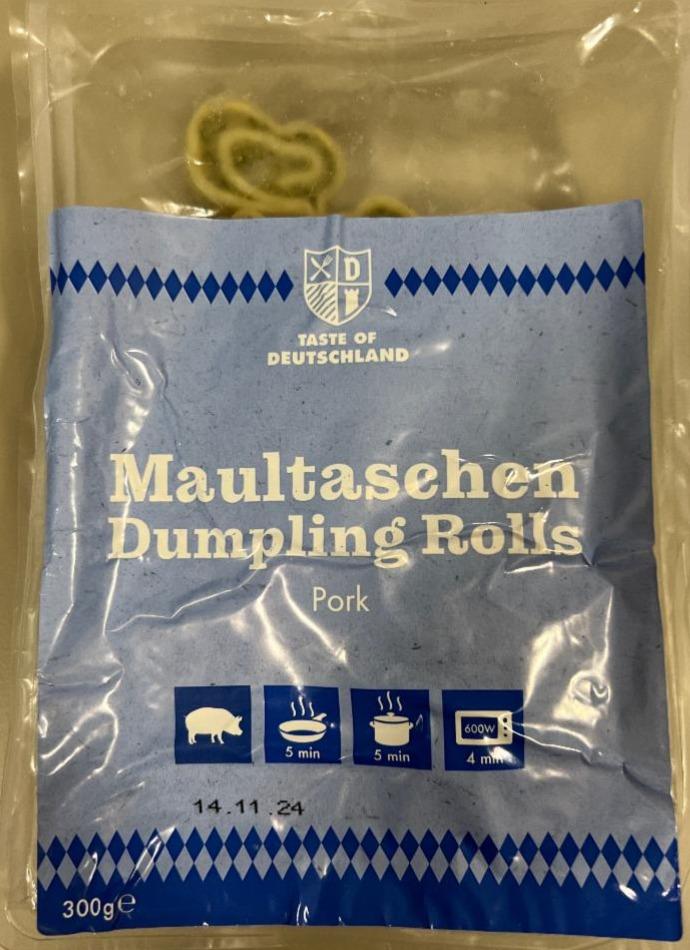 D
TASTE OF
DEUTSCHLAND
Maultaschen
Dumpling Rolls
Pork
600W
5 min
5 min
4 min
14.11.24
300g℮